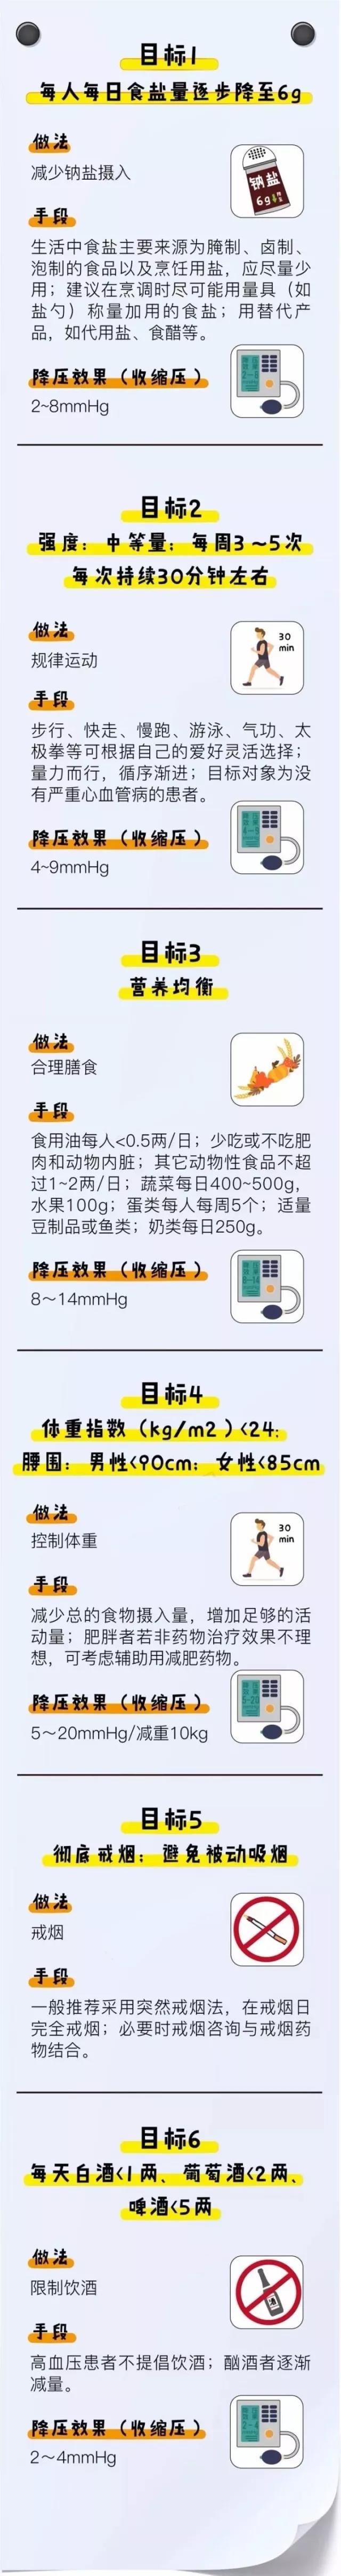 目标1
每人每日食盐量逐步降至6g
做法
减少钠盐摄入
钠盐
6g
手段
生活中食盐主要来源为腌制、卤制、
泡制的食品以及烹饪用盐，应尽量少
用；建议在烹调时尽可能用量具（如
盐勺）称量加用的食盐；用替代产
品，如代用盐、食醋等。
降压效果（收缩压）
2~8mmHg
目标2
强度：中等量；每周3～5次
每次持续30分钟左右
做法
规律运动
30
min
手段
步行、快走、慢跑、游泳、气功、太
极拳等可根据自己的爱好灵活选择；
量力而行，循序渐进；目标对象为没
有严重心血管病的患者。
降压效果（收缩压）
4~9mmHg
目标3
营养均衡
做法
合理膳食
手段
食用油每人<0.5两/日；少吃或不吃肥
肉和动物内脏；其它动物性食品不超
过1~2两/日；蔬菜每日400~500g，
水果100g；蛋类每人每周5个；适量
豆制品或鱼类；奶类每日250g。
降压效果（收缩压）
8～14mmHg
目标4
体重指数（kg/m2）<24；
腰围：男性<90cm；女性<85cm
做法
控制体重
30
min
手段
减少总的食物摄入量，增加足够的活
动量；肥胖者若非药物治疗效果不理
想，可考虑辅助用减肥药物。
降压效果（收缩压）
5～20mmHg/减重10kg
目标5
彻底戒烟；避免被动吸烟
做法
戒烟
手段
一般推荐采用突然戒烟法，在戒烟日
完全戒烟；必要时戒烟咨询与戒烟药
物结合。
目标6
每天白酒<1两、葡萄酒<2两、
啤酒<5两
做法
限制饮酒
手段
高血压患者不提倡饮酒；酗酒者逐渐
减量。
降压效果（收缩压）
2～4mmHg